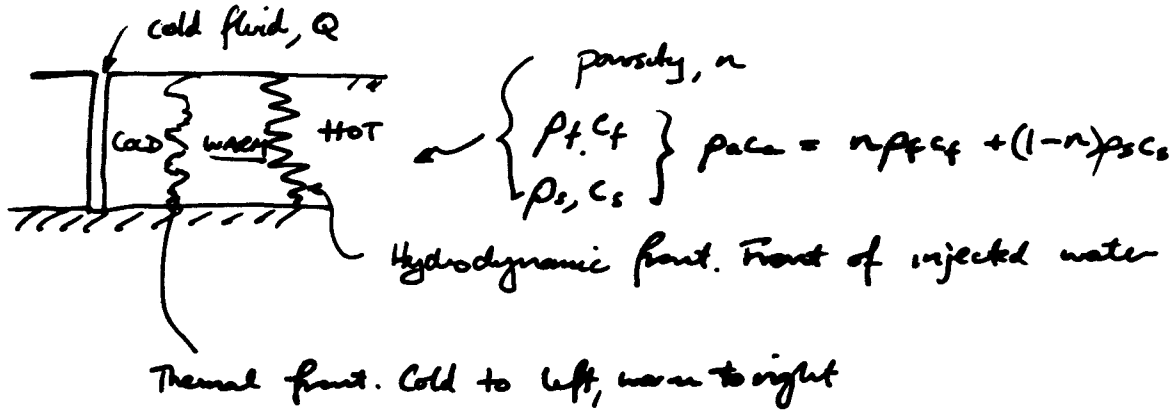 cold fluid, Q
porosity, n
COLD WARM HOT
ρf, cf
ρs, cs
ρaca = nρfcf + (1-n)ρscs
Hydrodynamic front. Front of injected water
Thermal front. Cold to left, warm to right